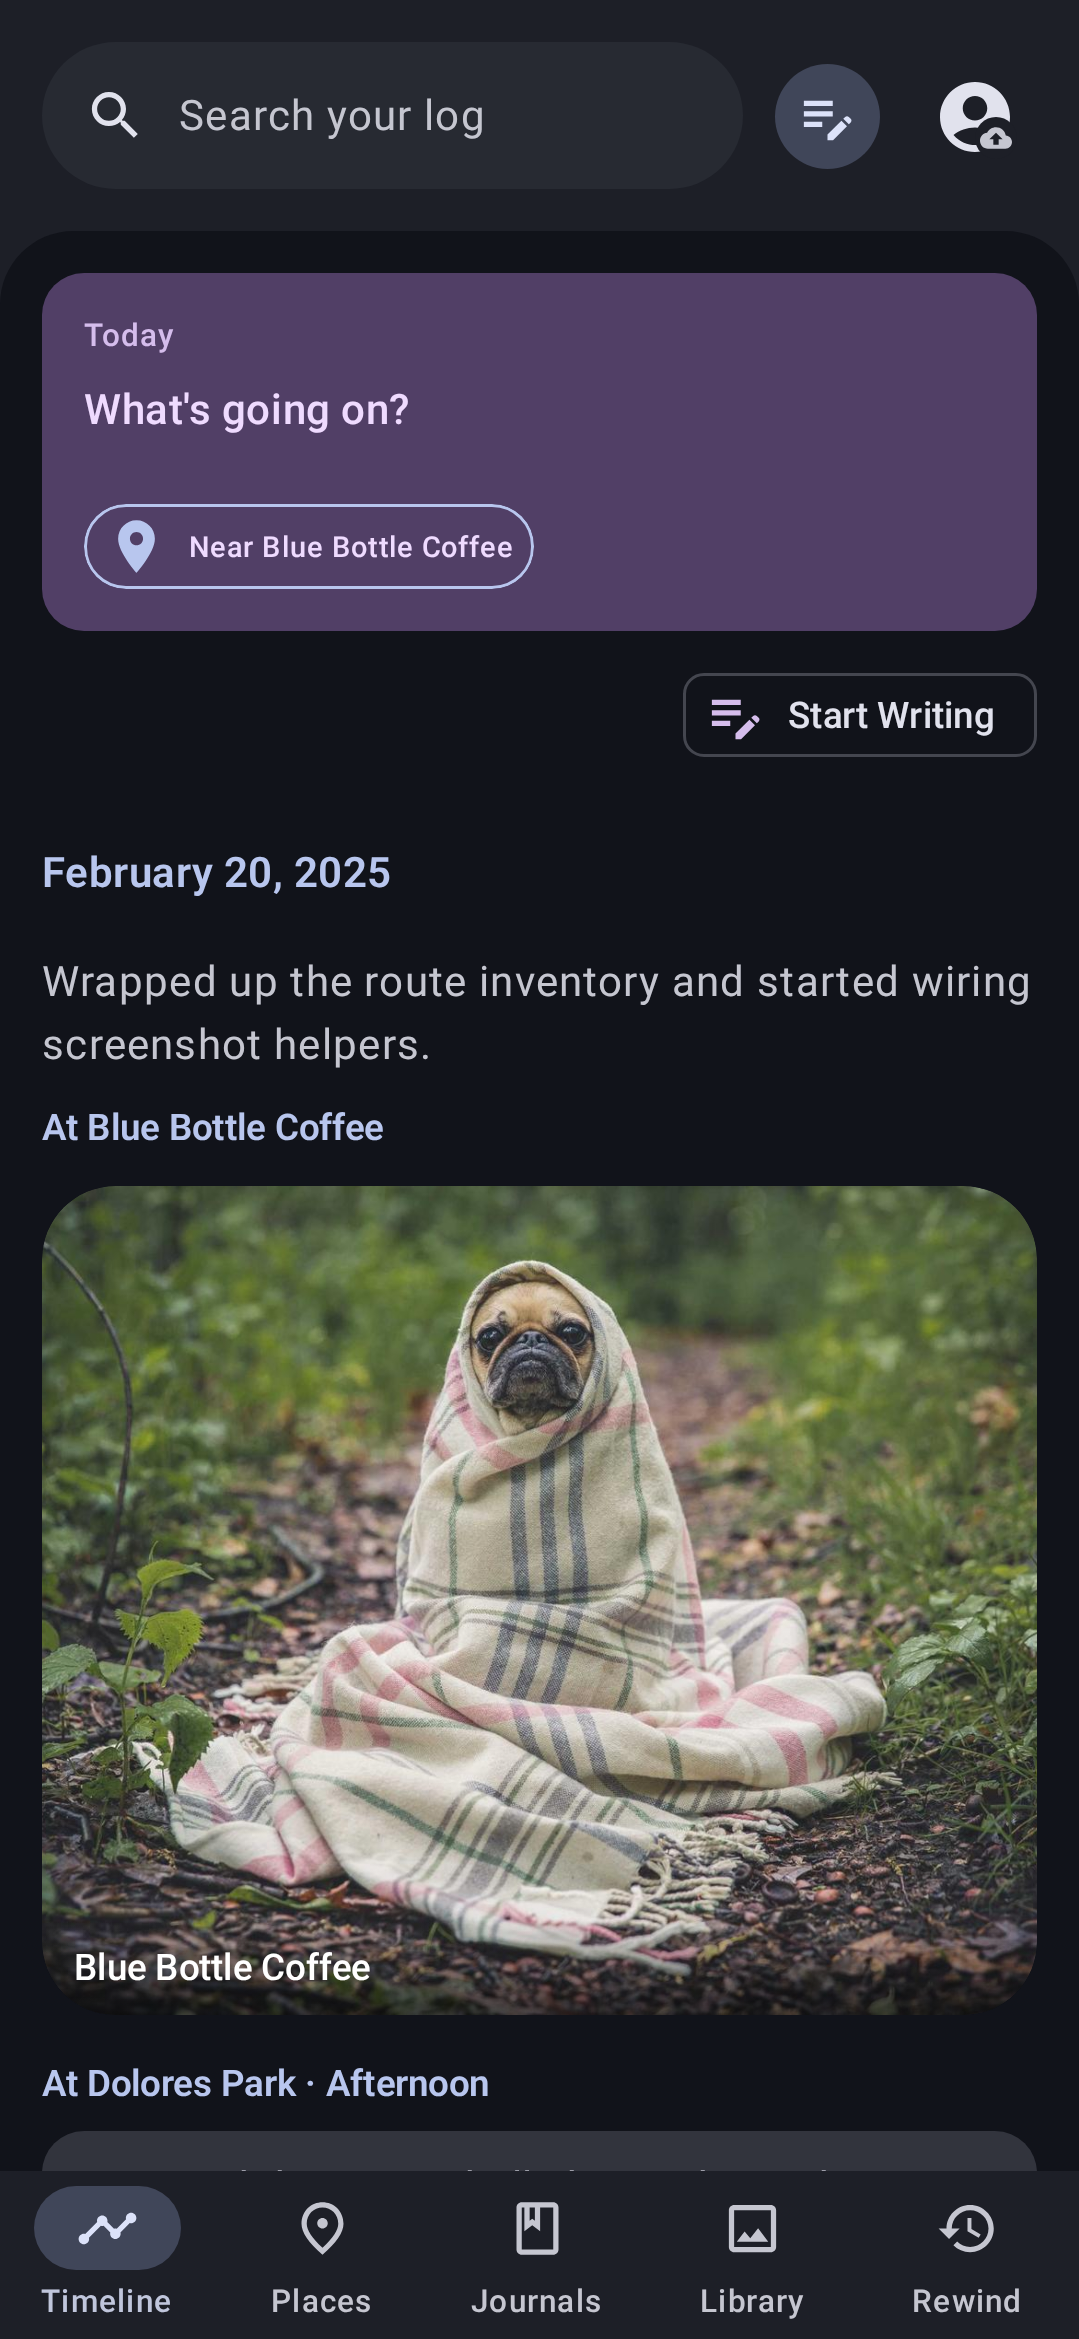 Search your log
Today
What's going on?
Near Blue Bottle Coffee
Start Writing
February 20, 2025
Wrapped up the route inventory and started wiring
screenshot helpers.
At Blue Bottle Coffee
Blue Bottle Coffee
At Dolores Park · Afternoon
Timeline
Places
Journals
Library
Rewind